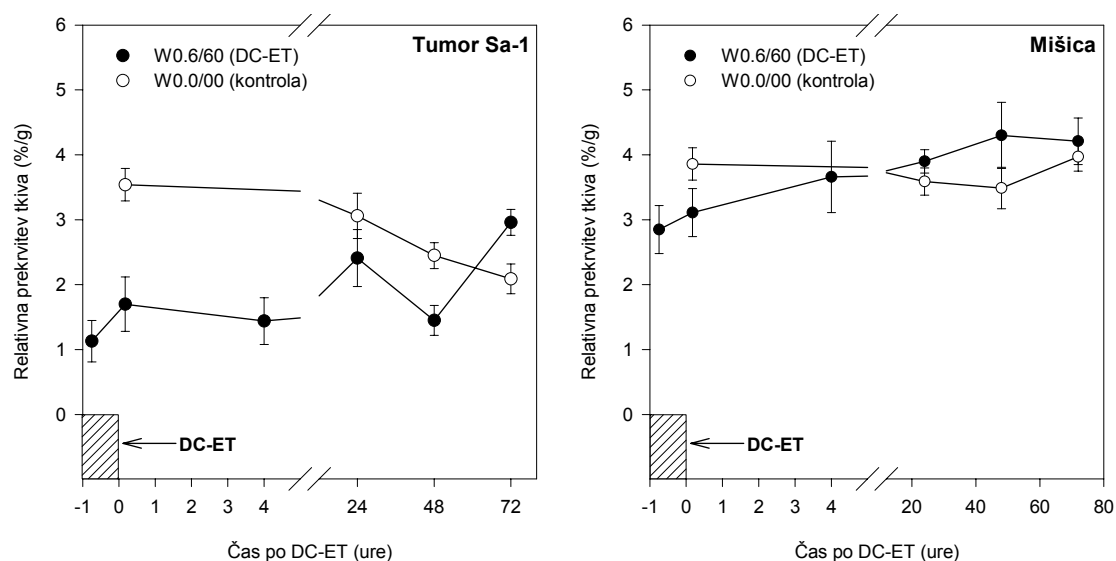 Tumor Sa-1
W0.6/60 (DC-ET)
W0.0/00 (kontrola)
Relativna prekrvitev tkiva (%/g)
6
5
4
3
2
1
0
DC-ET
-1 0 1 2 4 24 48 72
Čas po DC-ET (ure)
Mišica
W0.6/60 (DC-ET)
W0.0/00 (kontrola)
Relativna prekrvitev tkiva (%/g)
6
5
4
3
2
1
0
DC-ET
-1 0 1 2 4 20 40 60 80
Čas po DC-ET (ure)